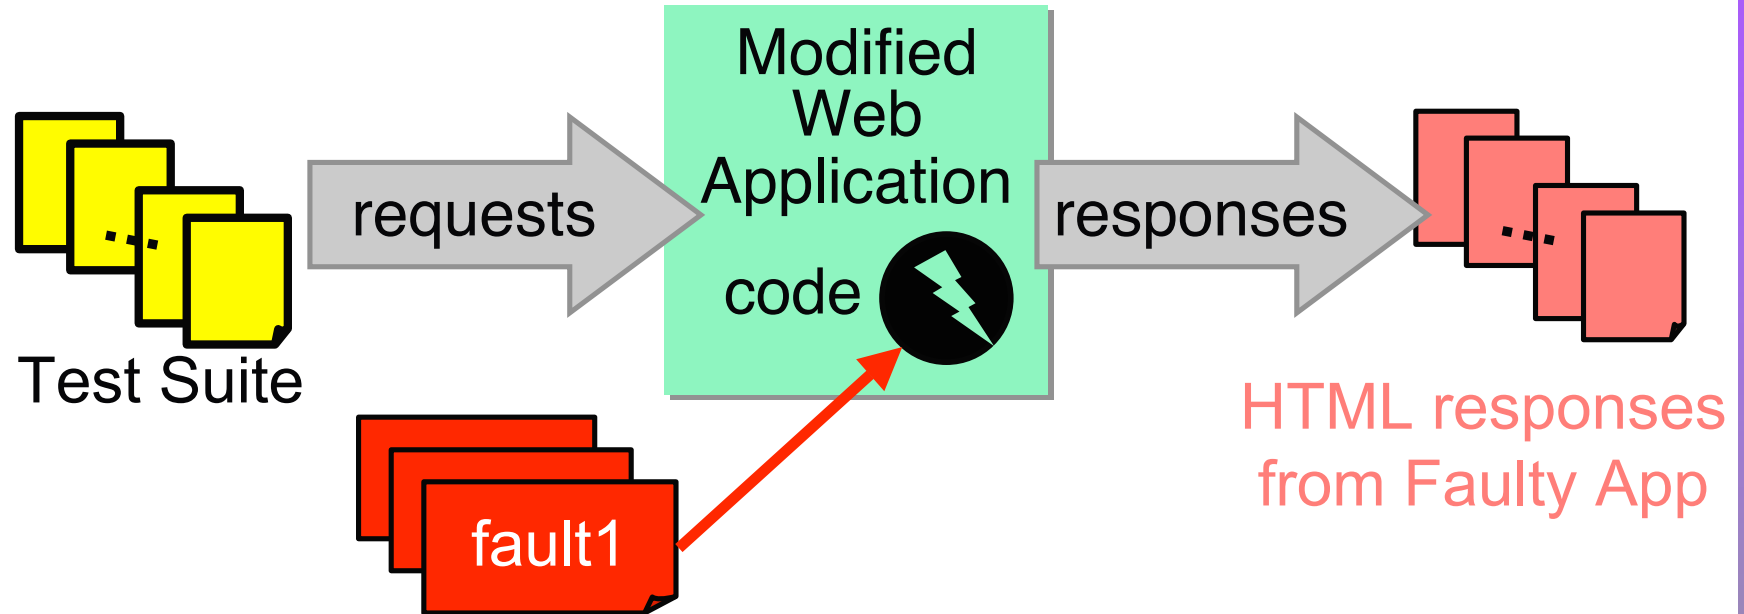 Modified
Web
Application
requests
responses
code
Test Suite
HTML responses
from Faulty App
fault1